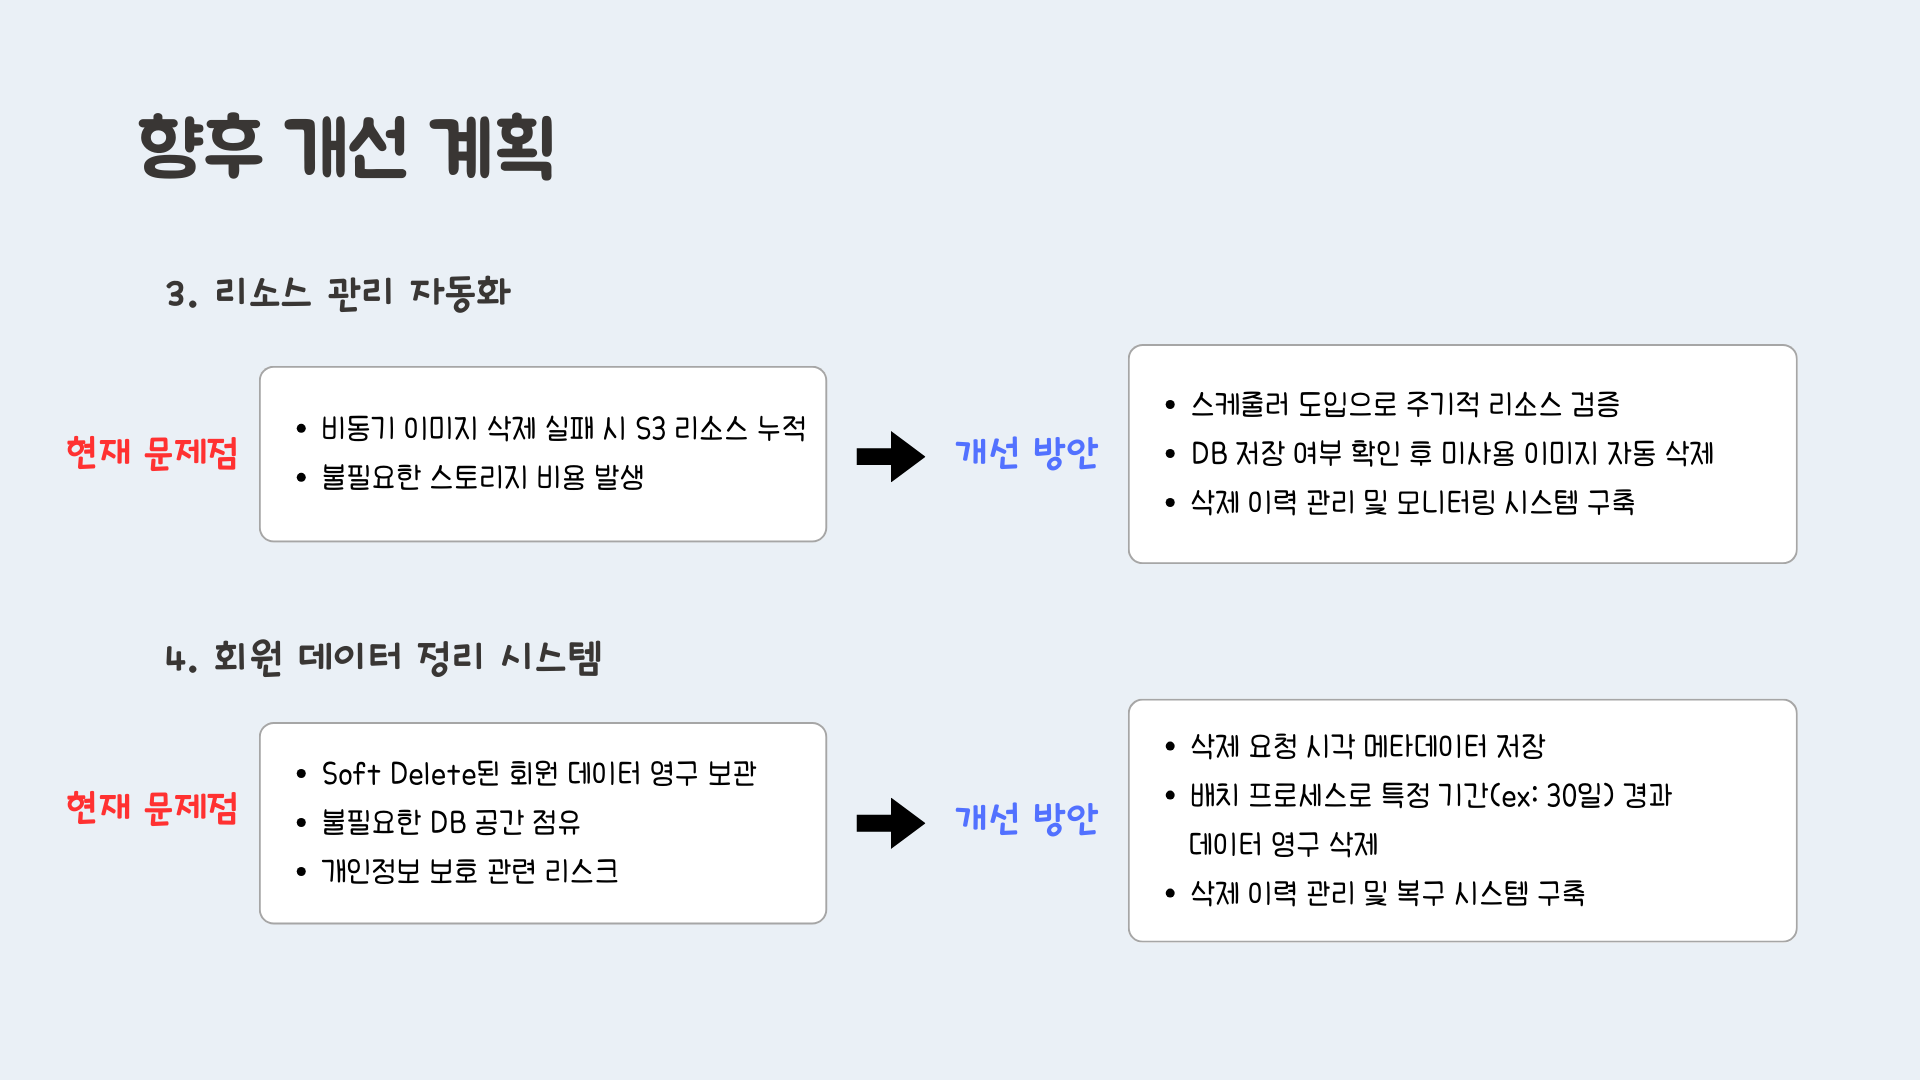 향후 개선 계획
3. 리소스 관리 자동화
현재 문제점
• 비동기 이미지 삭제 실패 시 S3 리소스 누적
• 불필요한 스토리지 비용 발생
개선 방안
• 스케줄러 도입으로 주기적 리소스 검증
• DB 저장 여부 확인 후 미사용 이미지 자동 삭제
• 삭제 이력 관리 및 모니터링 시스템 구축
4. 회원 데이터 정리 시스템
현재 문제점
• Soft Delete된 회원 데이터 영구 보관
• 불필요한 DB 공간 점유
• 개인정보 보호 관련 리스크
개선 방안
• 삭제 요청 시각 메타데이터 저장
• 배치 프로세스로 특정 기간(ex: 30일) 경과
데이터 영구 삭제
• 삭제 이력 관리 및 복구 시스템 구축